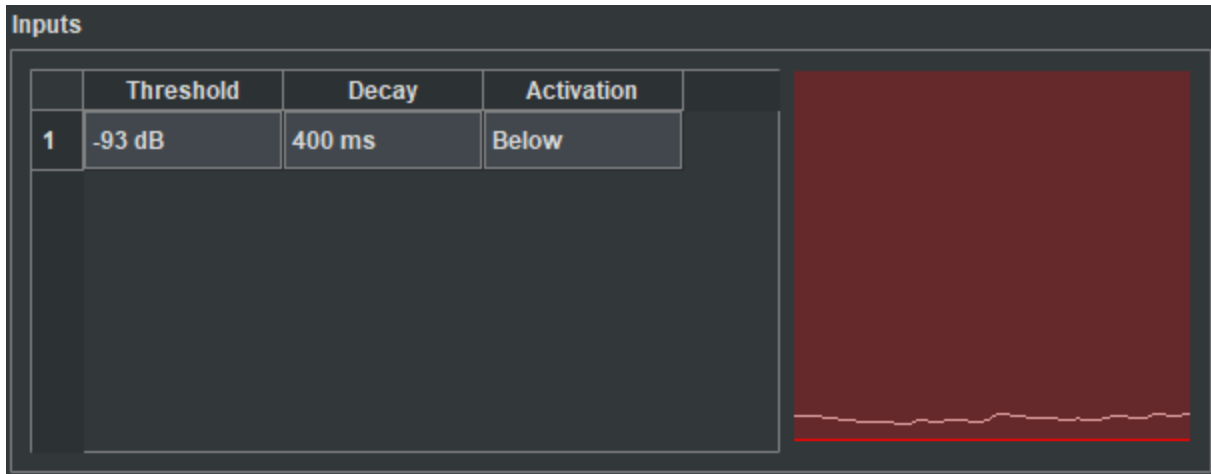 Inputs
Threshold Decay Activation
1 -93 dB 400 ms Below